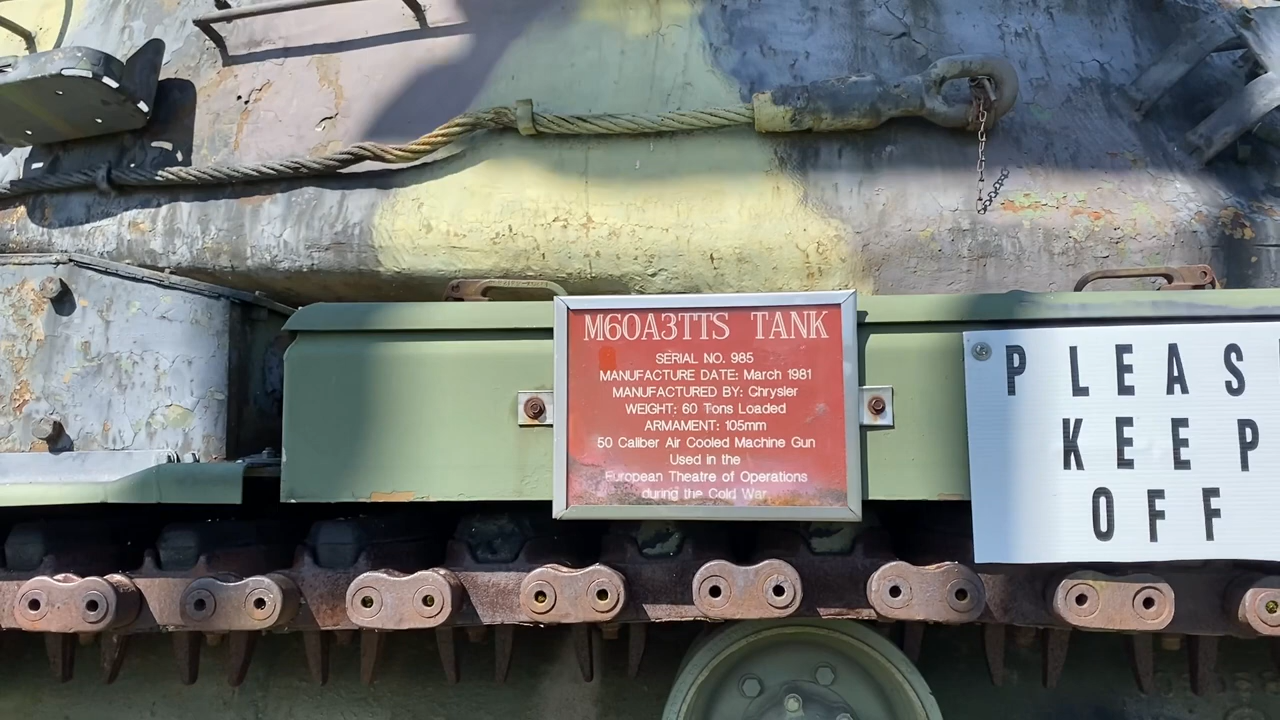 M60A3TTS TANK
SERIAL NO. 985
MANUFACTURE DATE: March 1981
MANUFACTURED BY: Chrysler
WEIGHT: 60 Tons Loaded
ARMAMENT: 105mm
50 Caliber Air Cooled Machine Gun
Used in the
European Theatre of Operations
during the Cold War
PLEAS
KEEP
OFF